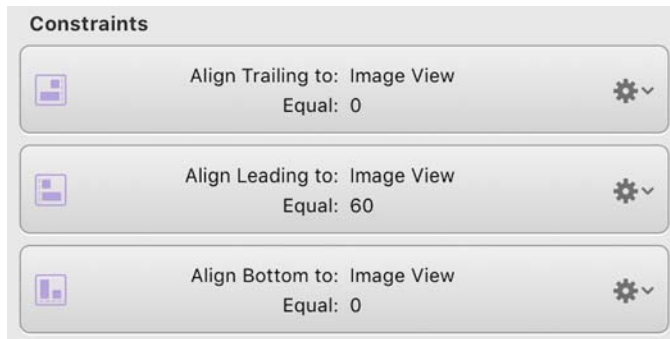 Constraints
Align Trailing to: Image View
Equal: 0
Align Leading to: Image View
Equal: 60
Align Bottom to: Image View
Equal: 0